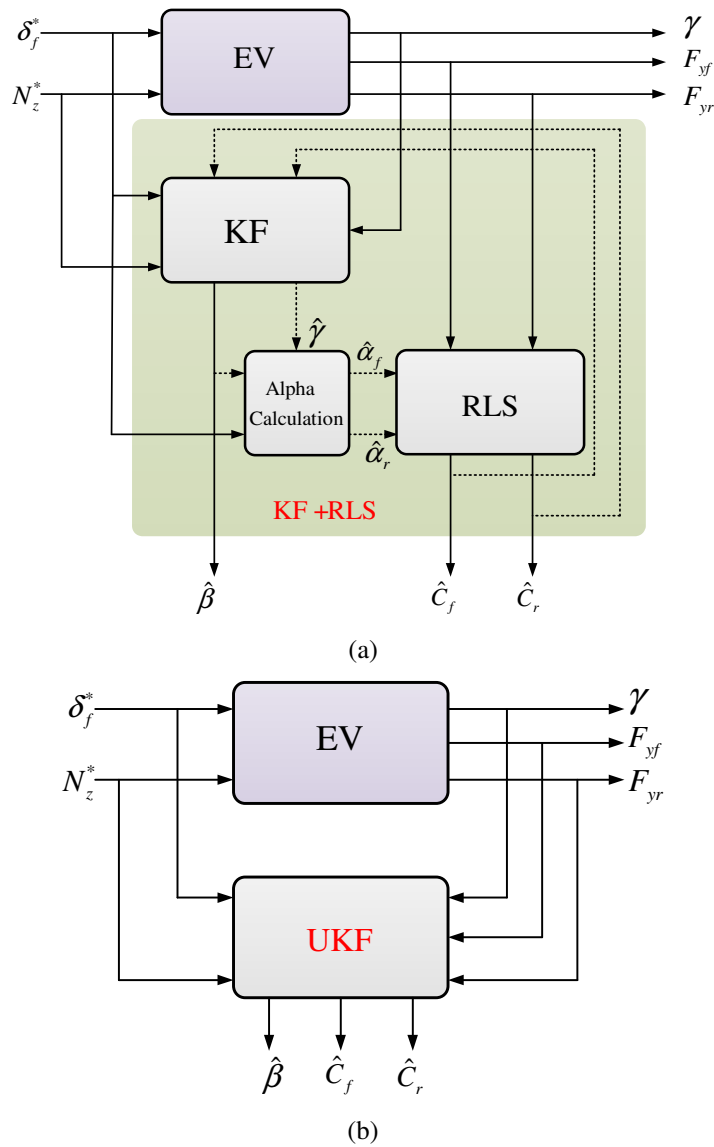 δ_f^* EV γ
F_yf
N_z^* F_yr
KF
γ̂
α̂_f
Alpha
Calculation
RLS
α̂_r
KF +RLS
β̂ Ĉ_f Ĉ_r
(a)
δ_f^* EV γ
F_yf
N_z^* F_yr
UKF
β̂ Ĉ_f Ĉ_r
(b)